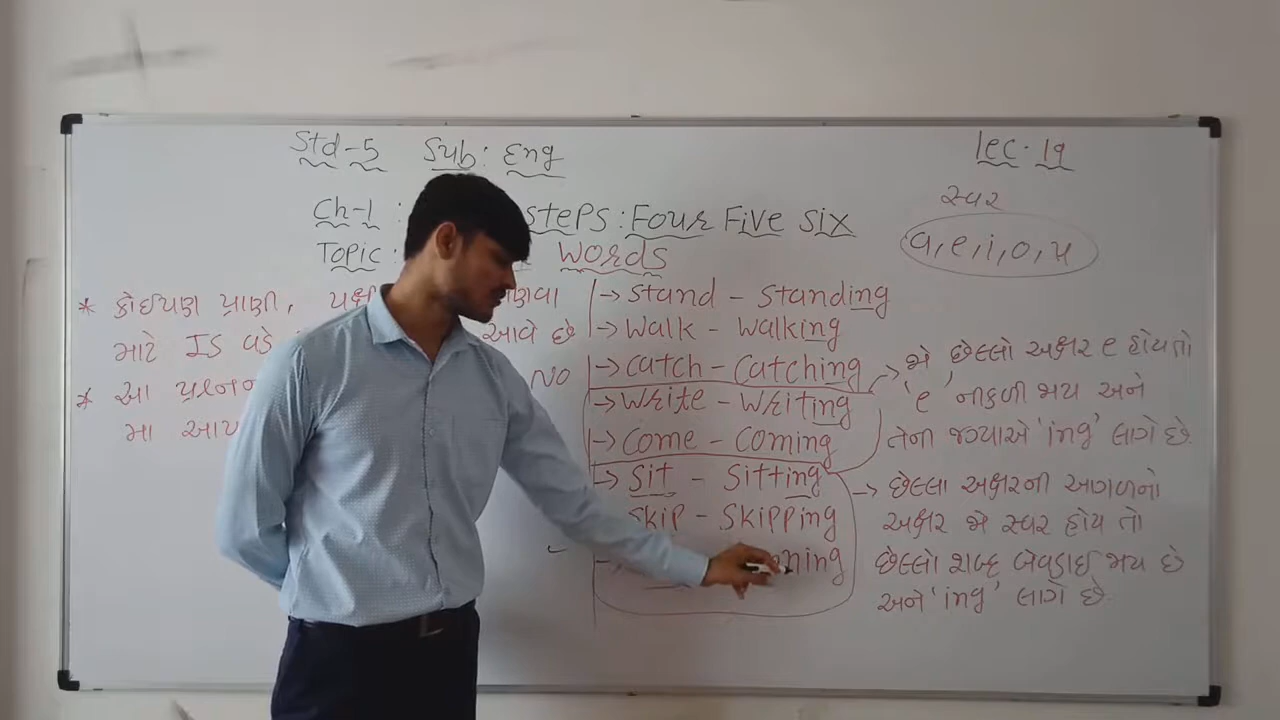 Std-5 Sub: Eng Lec. 19
Ch-1 : steps: Four Five Six
Topic : Words
સ્વર
a, e, i, o, u
* કોઈપણ પ્રાણી,
માટે IS વડે આવે છે
* આ No
મા
→ Stand - Standing
→ Walk - Walking
→ Catch - Catching
→ Write - Writing
→ Come - Coming
→ Sit - Sitting
Skip - Skipping
ning
→ જો છેલ્લો અક્ષર e હોય તો
'e' નીકળી જાય અને
તેના જગ્યાએ 'ing' લાગે છે.
→ છેલ્લા અક્ષરની આગળનો
અક્ષર જો સ્વર હોય તો
છેલ્લો શબ્દ બેવડાઈ જાય છે
અને 'ing' લાગે છે.